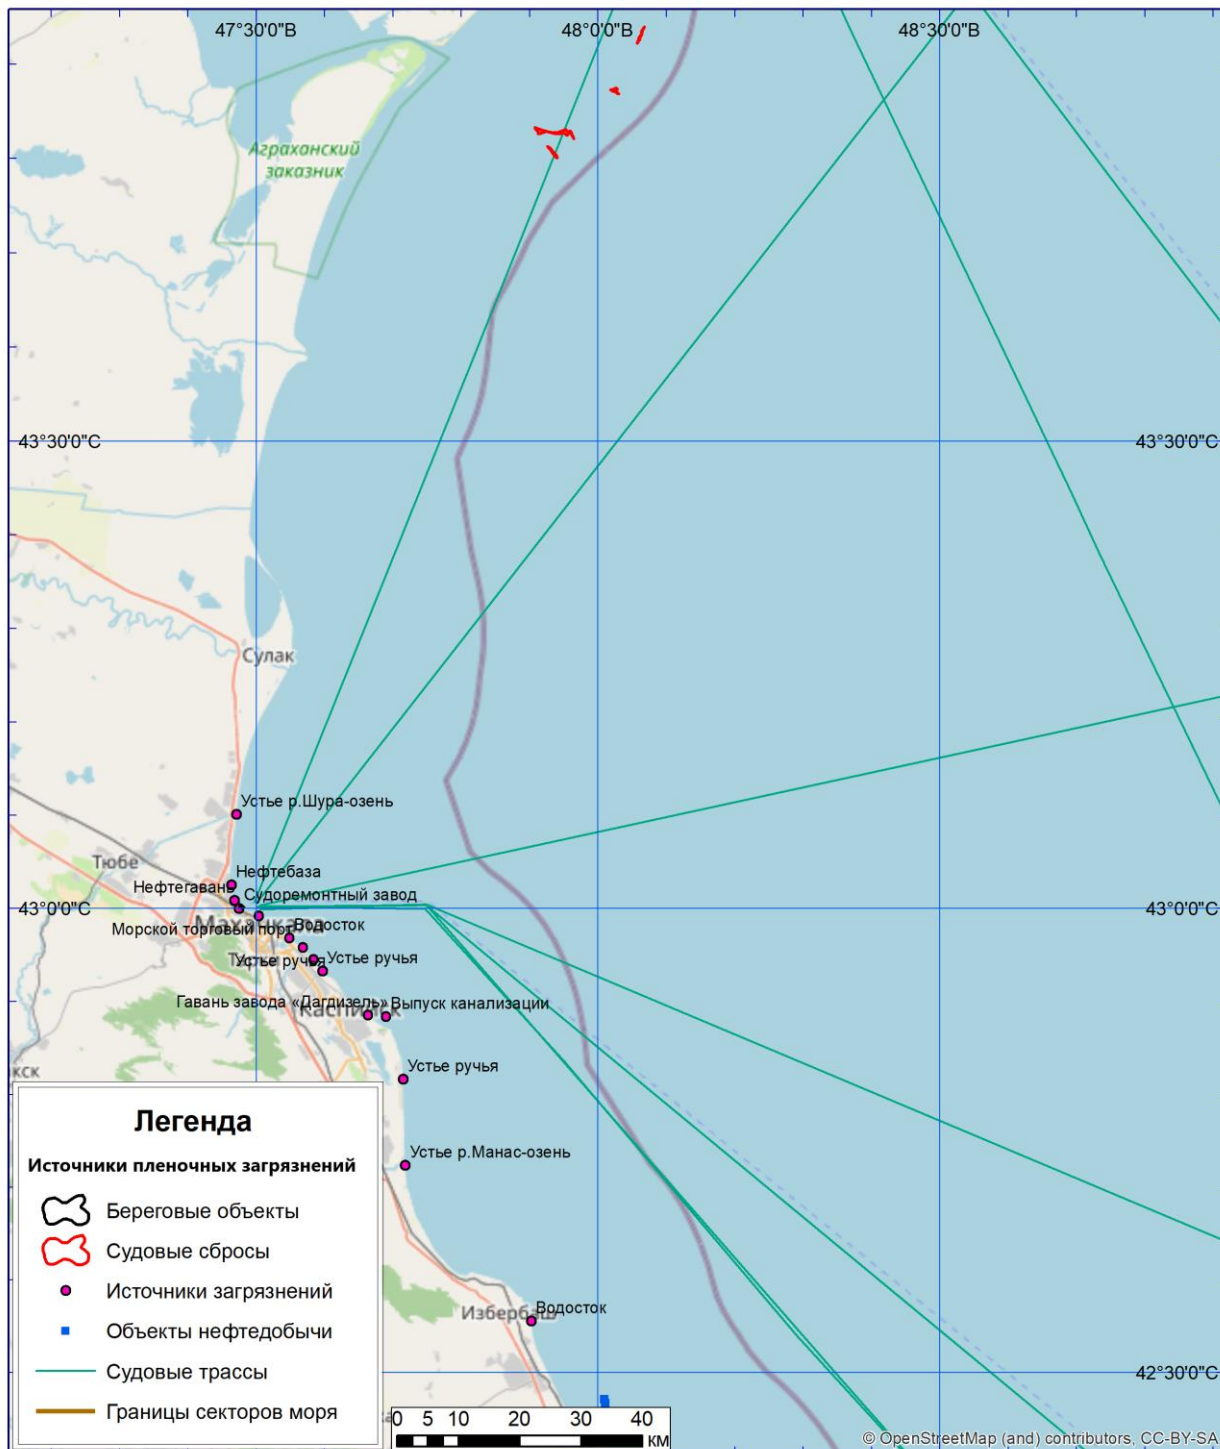 47°30'0"В
48°0'0"В
48°30'0"В
Аграханский
заказник
43°30'0"С
43°30'0"С
Сулак
Устье р.Шура-озень
Тюбе
Нефтебаза
Нефтегавань
Судоремонтный завод
43°0'0"С
43°0'0"С
Махачкала
Морской торговый порт
Водосток
Устье ручья
Устье ручья
Гавань завода «Дагдизель»
Выпуск канализации
Каспийск
Устье ручья
кск
Устье р.Манас-озень
Избербаш
Водосток
42°30'0"С
Легенда
Источники пленочных загрязнений
Береговые объекты
Судовые сбросы
Источники загрязнений
Объекты нефтедобычи
Судовые трассы
Границы секторов моря
0 5 10 20 30 40
км
© OpenStreetMap (and) contributors, CC-BY-SA